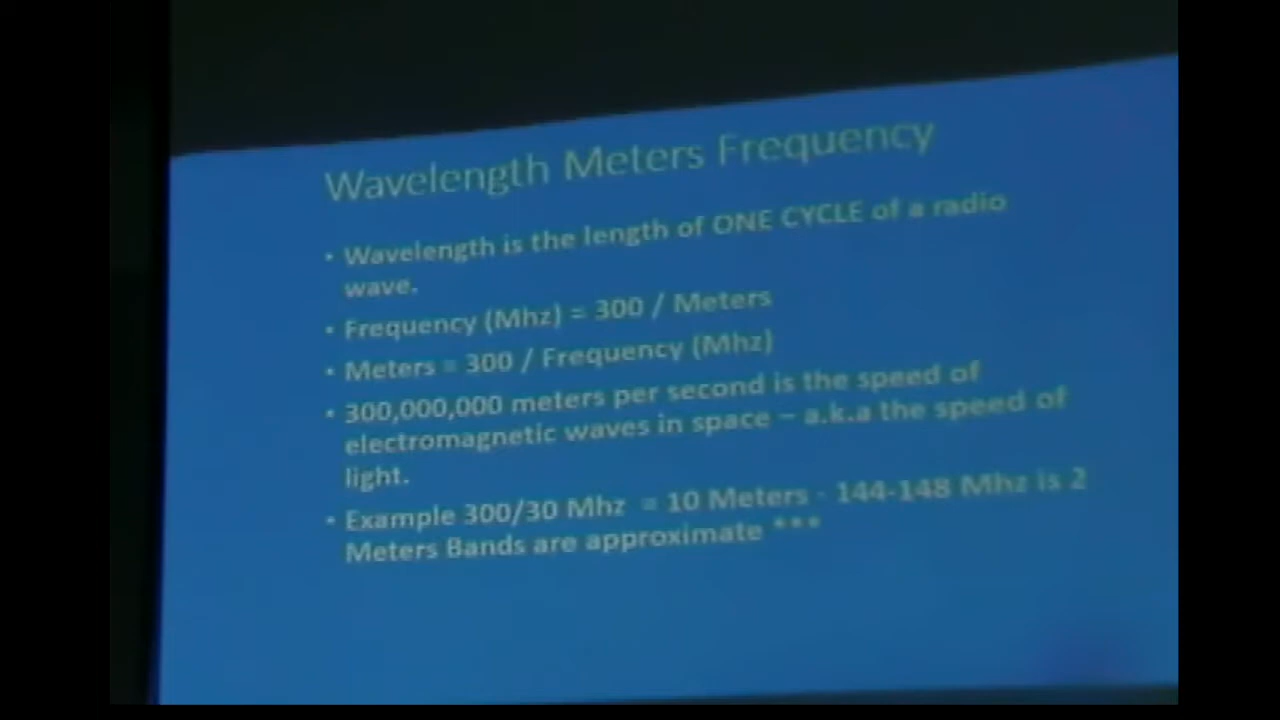 Wavelength Meters Frequency
• Wavelength is the length of ONE CYCLE of a radio
wave.
• Frequency (Mhz) = 300 / Meters
• Meters = 300 / Frequency (Mhz)
• 300,000,000 meters per second is the speed of
electromagnetic waves in space – a.k.a the speed of
light.
• Example 300/30 Mhz = 10 Meters - 144-148 Mhz is 2
Meters Bands are approximate ***